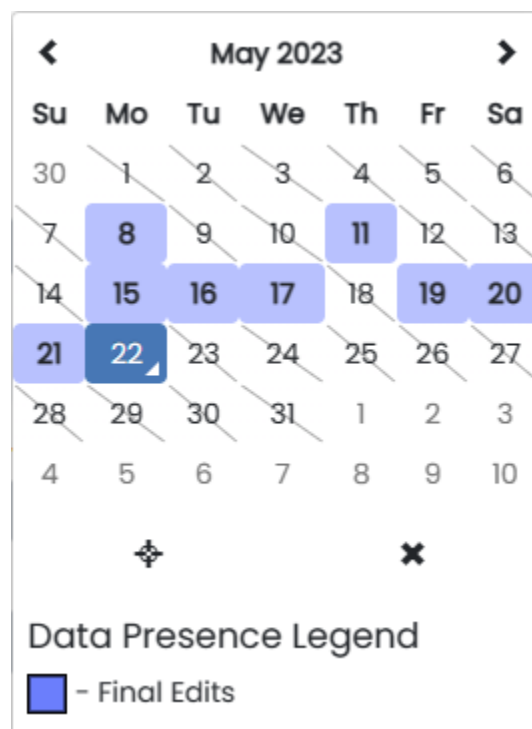 May 2023
Su Mo Tu We Th Fr Sa
30 1 2 3 4 5 6
7 8 9 10 11 12 13
14 15 16 17 18 19 20
21 22 23 24 25 26 27
28 29 30 31 1 2 3
4 5 6 7 8 9 10
Data Presence Legend
- Final Edits